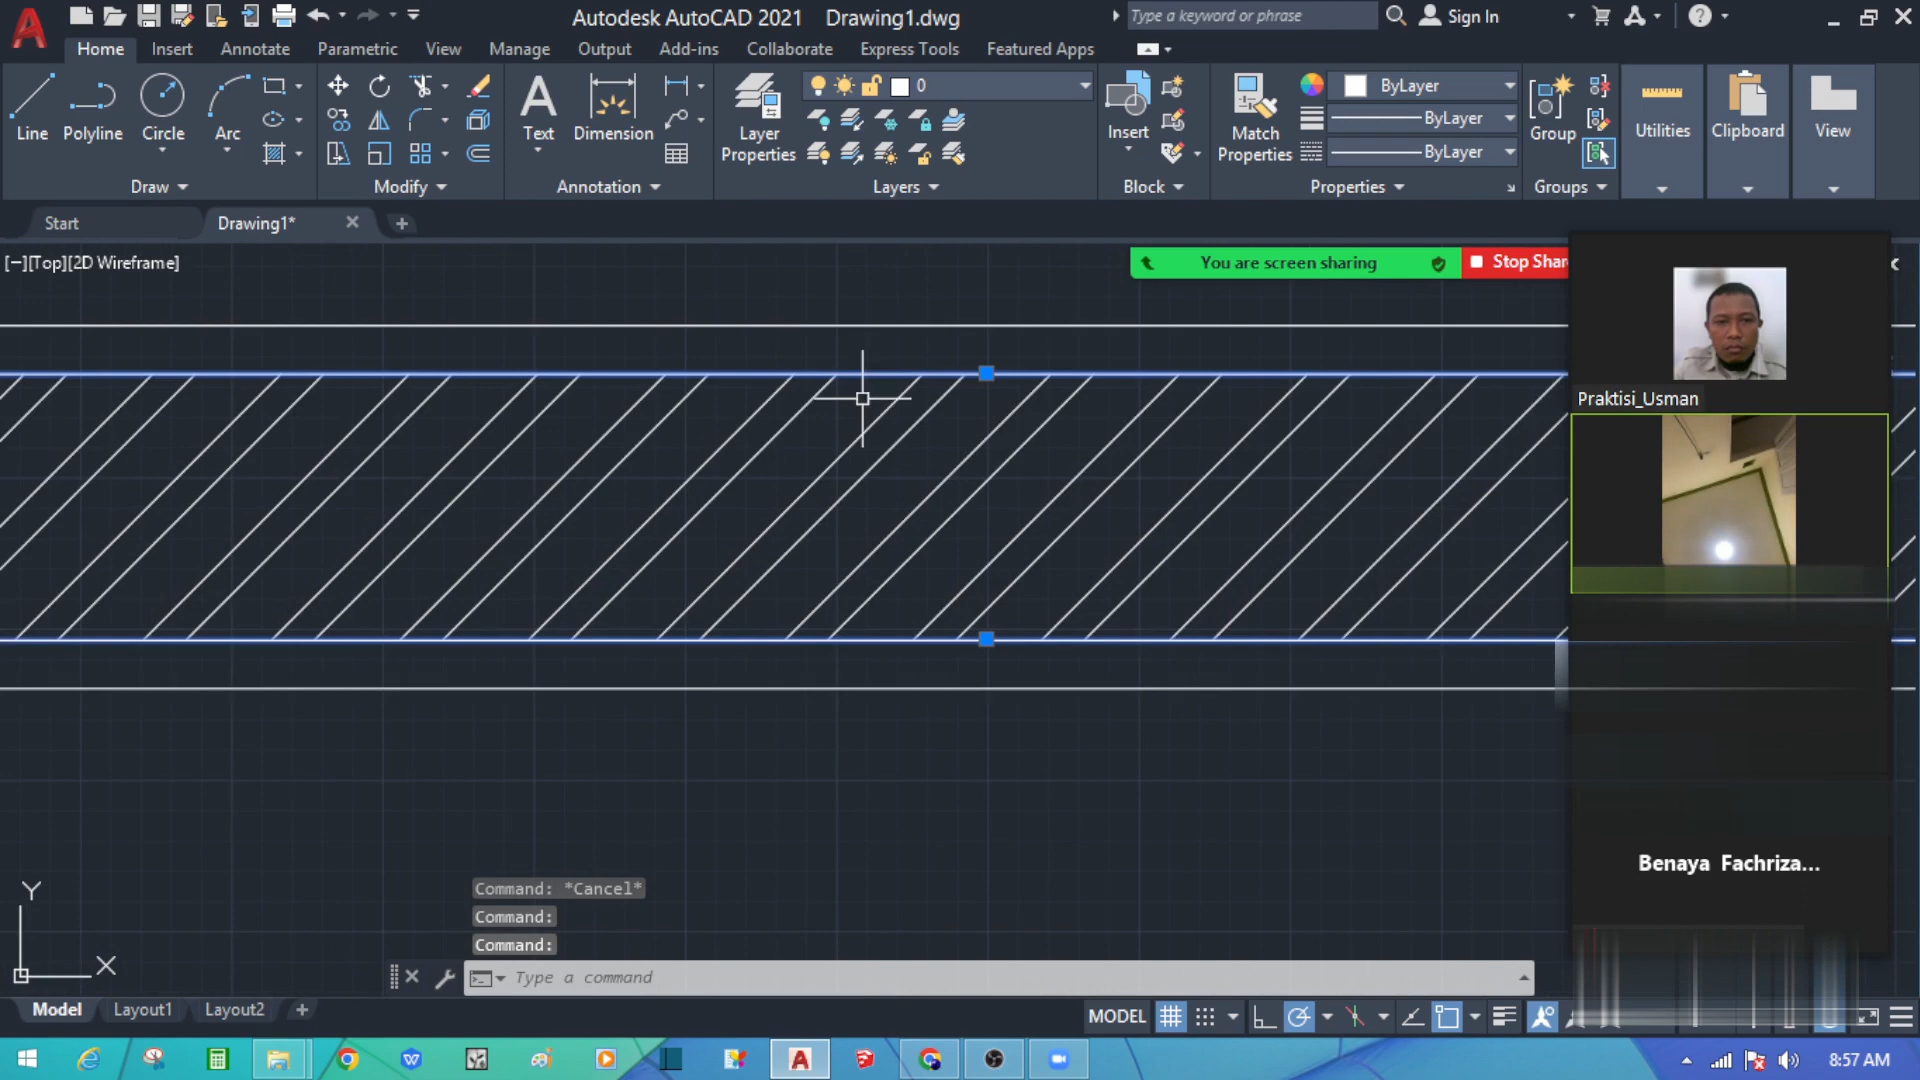 Autodesk AutoCAD 2021 Drawing1.dwg
Type a keyword or phrase
Sign In
Home Insert Annotate Parametric View Manage Output Add-ins Collaborate Express Tools Featured Apps
Line Polyline Circle Arc
Text Dimension
Layer Properties
0
Insert
Match Properties
ByLayer
ByLayer
ByLayer
Group
Utilities
Clipboard
View
Draw Modify Annotation Layers Block Properties Groups
Start Drawing1*
[−][Top][2D Wireframe]
You are screen sharing
Stop Shar
Praktisi_Usman
Benaya Fachriza...
Command: *Cancel*
Command:
Command:
Y
X
Type a command
Model Layout1 Layout2
MODEL
8:57 AM